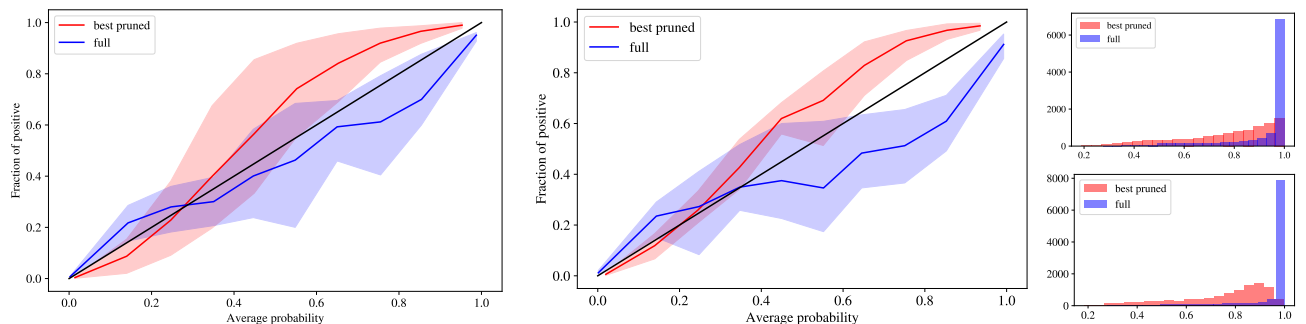 1.0
0.8
0.6
0.4
0.2
0.0
Fraction of positive
best pruned
full
0.0 0.2 0.4 0.6 0.8 1.0
Average probability
1.0
0.8
0.6
0.4
0.2
0.0
Fraction of positive
best pruned
full
0.0 0.2 0.4 0.6 0.8 1.0
Average probability
6000
4000
2000
0
best pruned
full
0.2 0.4 0.6 0.8 1.0
8000
6000
4000
2000
0
best pruned
full
0.2 0.4 0.6 0.8 1.0